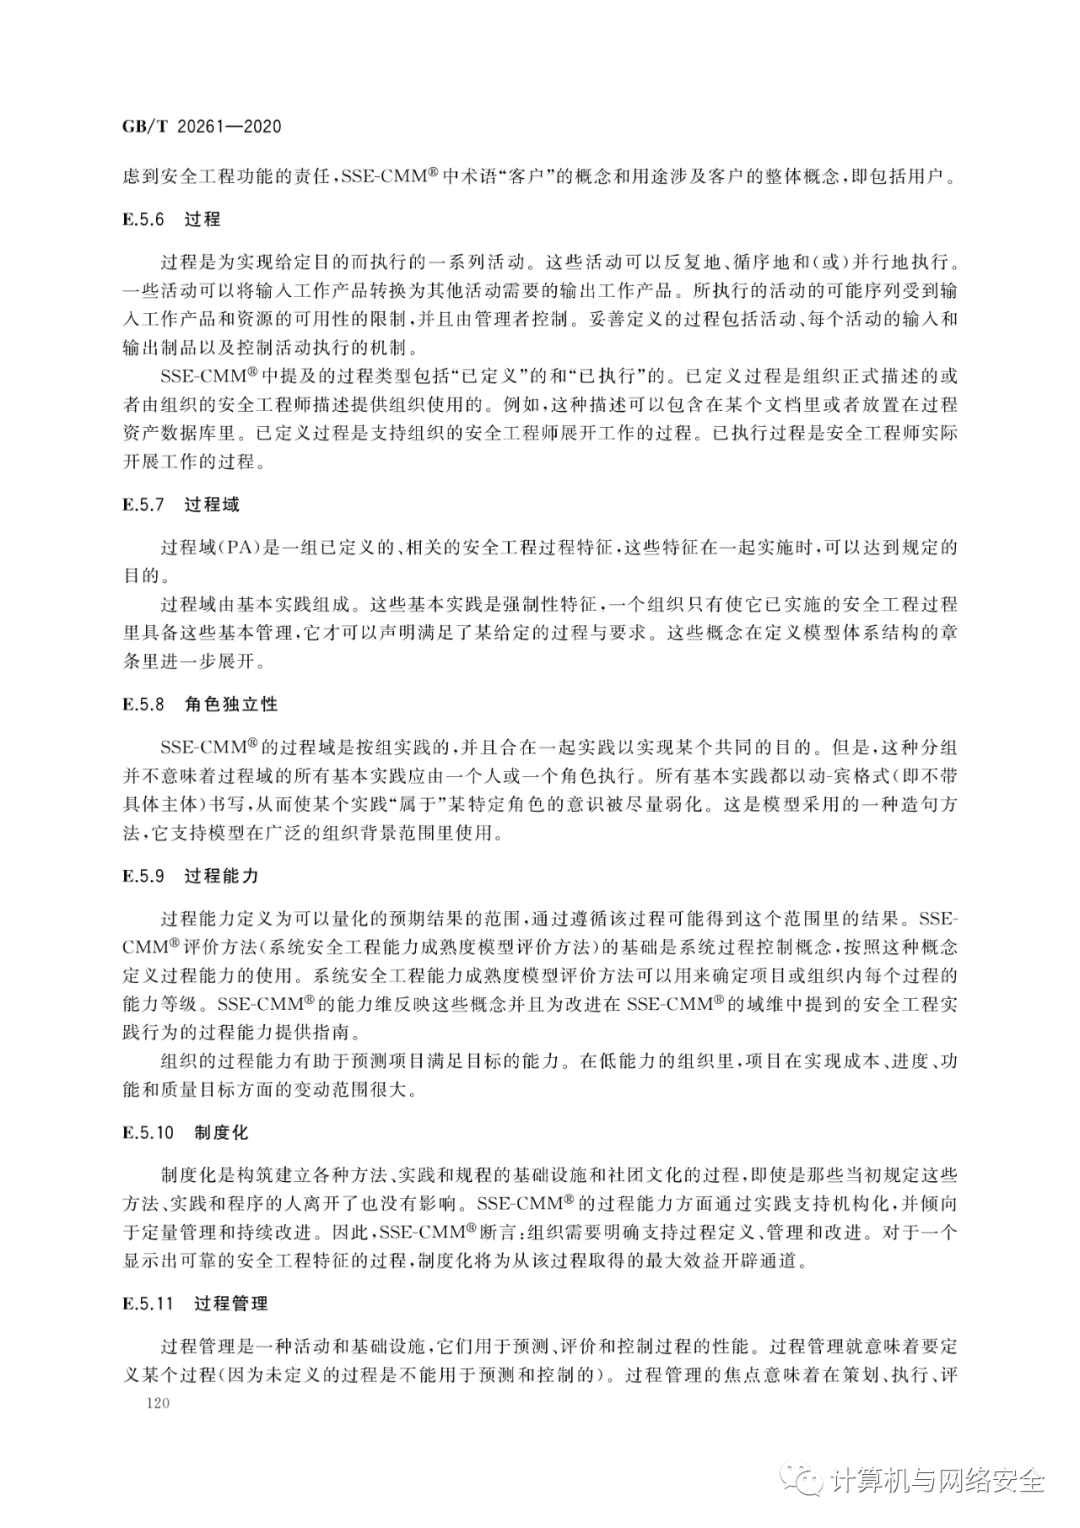 GB/T 20261—2020
虑到安全工程功能的责任,SSE-CMM®中术语“客户”的概念和用途涉及客户的整体概念,即包括用户。
E.5.6 过程
过程是为实现给定目的而执行的一系列活动。这些活动可以反复地、循序地和(或)并行地执行。
一些活动可以将输入工作产品转换为其他活动需要的输出工作产品。所执行的活动的可能序列受到输
入工作产品和资源的可用性的限制,并且由管理者控制。妥善定义的过程包括活动、每个活动的输入和
输出制品以及控制活动执行的机制。
SSE-CMM®中提及的过程类型包括“已定义”的和“已执行”的。已定义过程是组织正式描述的或
者由组织的安全工程师描述提供组织使用的。例如,这种描述可以包含在某个文档里或者放置在过程
资产数据库里。已定义过程是支持组织的安全工程师展开工作的过程。已执行过程是安全工程师实际
开展工作的过程。
E.5.7 过程域
过程域(PA)是一组已定义的、相关的安全工程过程特征,这些特征在一起实施时,可以达到规定的
目的。
过程域由基本实践组成。这些基本实践是强制性特征,一个组织只有使它已实施的安全工程过程
里具备这些基本管理,它才可以声明满足了某给定的过程与要求。这些概念在定义模型体系结构的章
条里进一步展开。
E.5.8 角色独立性
SSE-CMM®的过程域是按组实践的,并且合在一起实践以实现某个共同的目的。但是,这种分组
并不意味着过程域的所有基本实践应由一个人或一个角色执行。所有基本实践都以动-宾格式(即不带
具体主体)书写,从而使某个实践“属于”某特定角色的意识被尽量弱化。这是模型采用的一种造句方
法,它支持模型在广泛的组织背景范围里使用。
E.5.9 过程能力
过程能力定义为可以量化的预期结果的范围,通过遵循该过程可能得到这个范围里的结果。SSE-
CMM®评价方法(系统安全工程能力成熟度模型评价方法)的基础是系统过程控制概念,按照这种概念
定义过程能力的使用。系统安全工程能力成熟度模型评价方法可以用来确定项目或组织内每个过程的
能力等级。SSE-CMM®的能力维反映这些概念并且为改进在 SSE-CMM®的域维中提到的安全工程实
践行为的过程能力提供指南。
组织的过程能力有助于预测项目满足目标的能力。在低能力的组织里,项目在实现成本、进度、功
能和质量目标方面的变动范围很大。
E.5.10 制度化
制度化是构筑建立各种方法、实践和规程的基础设施和社团文化的过程,即使是那些当初规定这些
方法、实践和程序的人离开了也没有影响。SSE-CMM®的过程能力方面通过实践支持机构化,并倾向
于定量管理和持续改进。因此,SSE-CMM®断言:组织需要明确支持过程定义、管理和改进。对于一个
显示出可靠的安全工程特征的过程,制度化将为从该过程取得的最大效益开辟通道。
E.5.11 过程管理
过程管理是一种活动和基础设施,它们用于预测、评价和控制过程的性能。过程管理就意味着要定
义某个过程(因为未定义的过程是不能用于预测和控制的)。过程管理的焦点意味着在策划、执行、评
120
计算机与网络安全